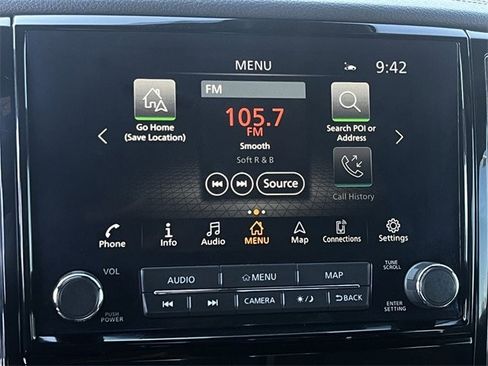 MENU
9:42
FM
Go Home
(Save Location)
105.7
FM
Smooth
Soft R & B
Source
Search POI or
Address
Call History
Phone
Info
Audio
MENU
Map
Connections
Settings
VOL
PUSH
POWER
AUDIO
MENU
MAP
CAMERA
BACK
TUNE
SCROLL
ENTER
SETTING